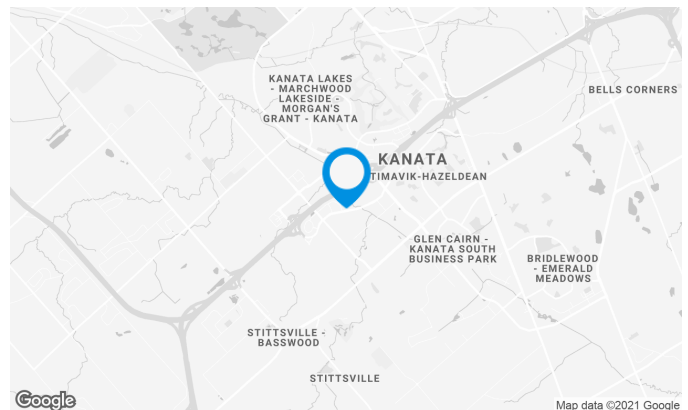 KANATA LAKES
- MARCHWOOD
LAKESIDE -
MORGAN'S
GRANT - KANATA
BELLS CORNERS
KANATA
TIMAVIK-HAZELDEAN
GLEN CAIRN -
KANATA SOUTH
BUSINESS PARK
BRIDLEWOOD
- EMERALD
MEADOWS
STITTSVILLE -
BASSWOOD
STITTSVILLE
Google
Map data ©2021 Google